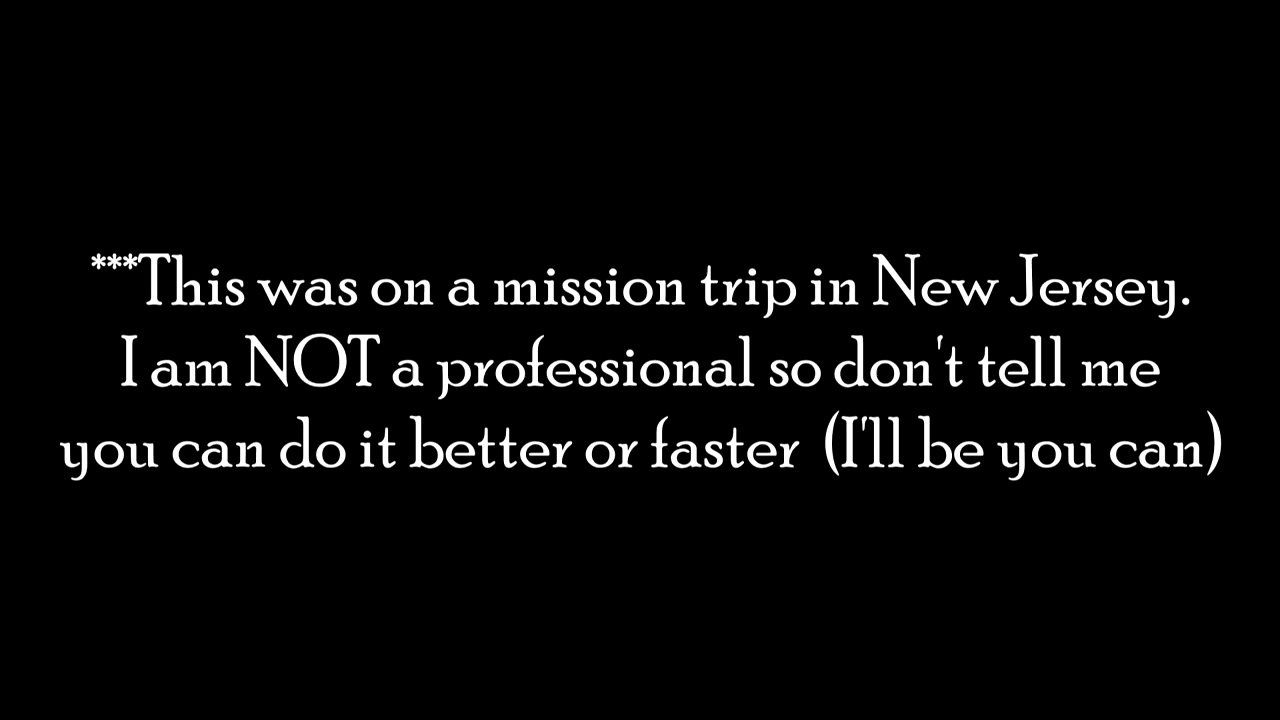 ***This was on a mission trip in New Jersey.
I am NOT a professional so don't tell me
you can do it better or faster (I'll be you can)